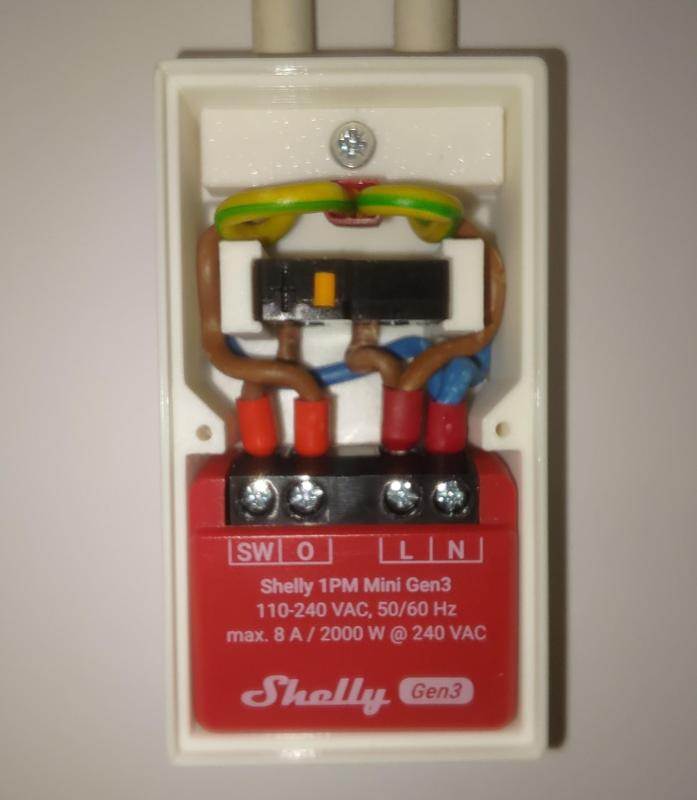 SW O L N
Shelly 1PM Mini Gen3
110-240 VAC, 50/60 Hz
max. 8 A / 2000 W @ 240 VAC
Shelly Gen3